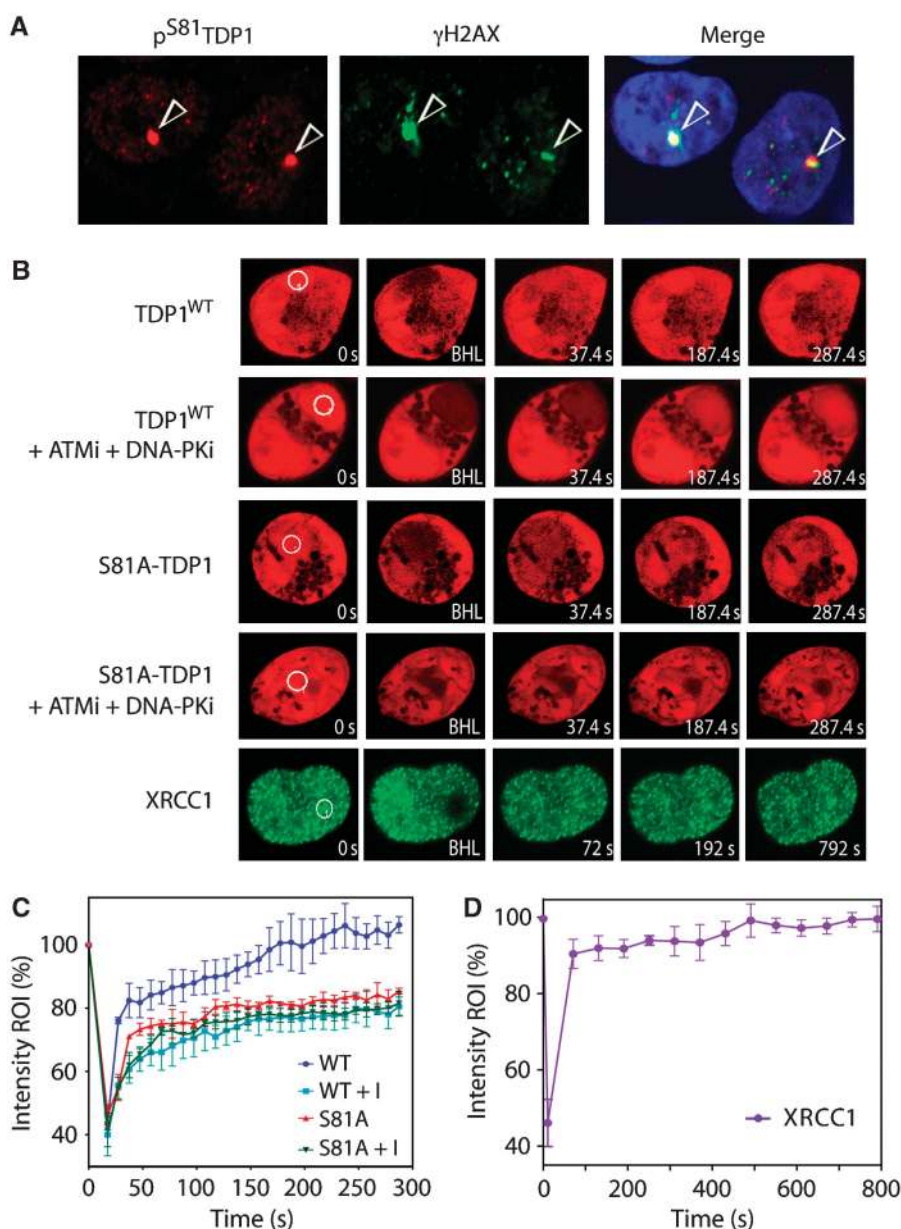 A
pS81TDP1
γH2AX
Merge
B
TDP1WT
0 s
BHL
37.4 s
187.4 s
287.4 s
TDP1WT
+ ATMi + DNA-PKi
0 s
BHL
37.4 s
187.4 s
287.4 s
S81A-TDP1
0 s
BHL
37.4 s
187.4 s
287.4 s
S81A-TDP1
+ ATMi + DNA-PKi
0 s
BHL
37.4 s
187.4 s
287.4 s
XRCC1
0 s
BHL
72 s
192 s
792 s
C
Intensity ROI (%)
100
80
60
40
0
50
100
150
200
250
300
Time (s)
WT
WT + I
S81A
S81A + I
D
Intensity ROI (%)
100
80
60
40
0
200
400
600
800
Time (s)
XRCC1